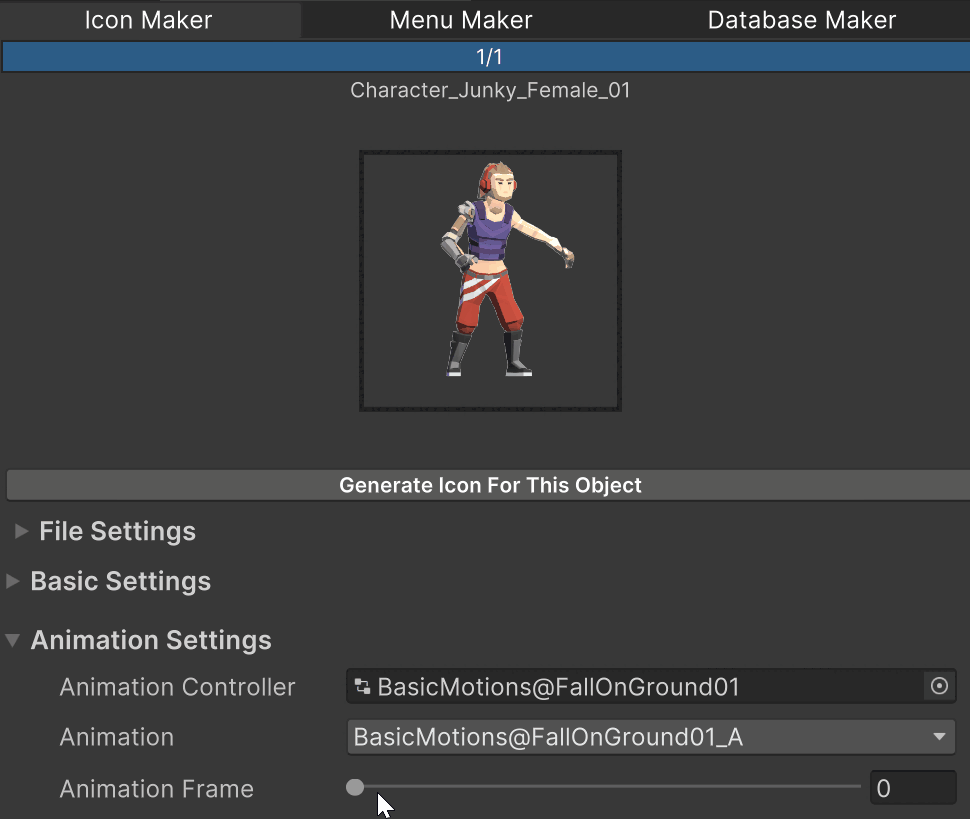 Icon Maker Menu Maker Database Maker
1/1
Character_Junky_Female_01
Generate Icon For This Object
File Settings
Basic Settings
Animation Settings
Animation Controller BasicMotions@FallOnGround01
Animation BasicMotions@FallOnGround01_A
Animation Frame 0